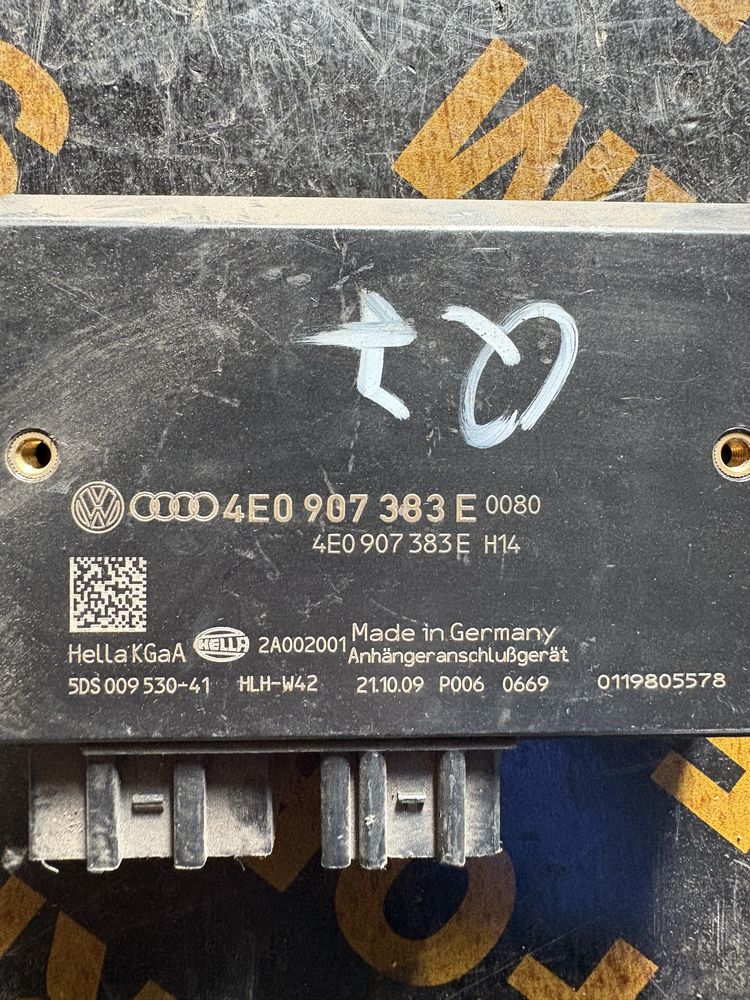 4E0 907 383 E 0080
4E0 907 383 E H14
Hella KGaA HELLA 2A002001 Made in Germany
Anhängeranschlußgerät
5DS 009 530-41 HLH-W42 21.10.09 P006 0669 0119805578